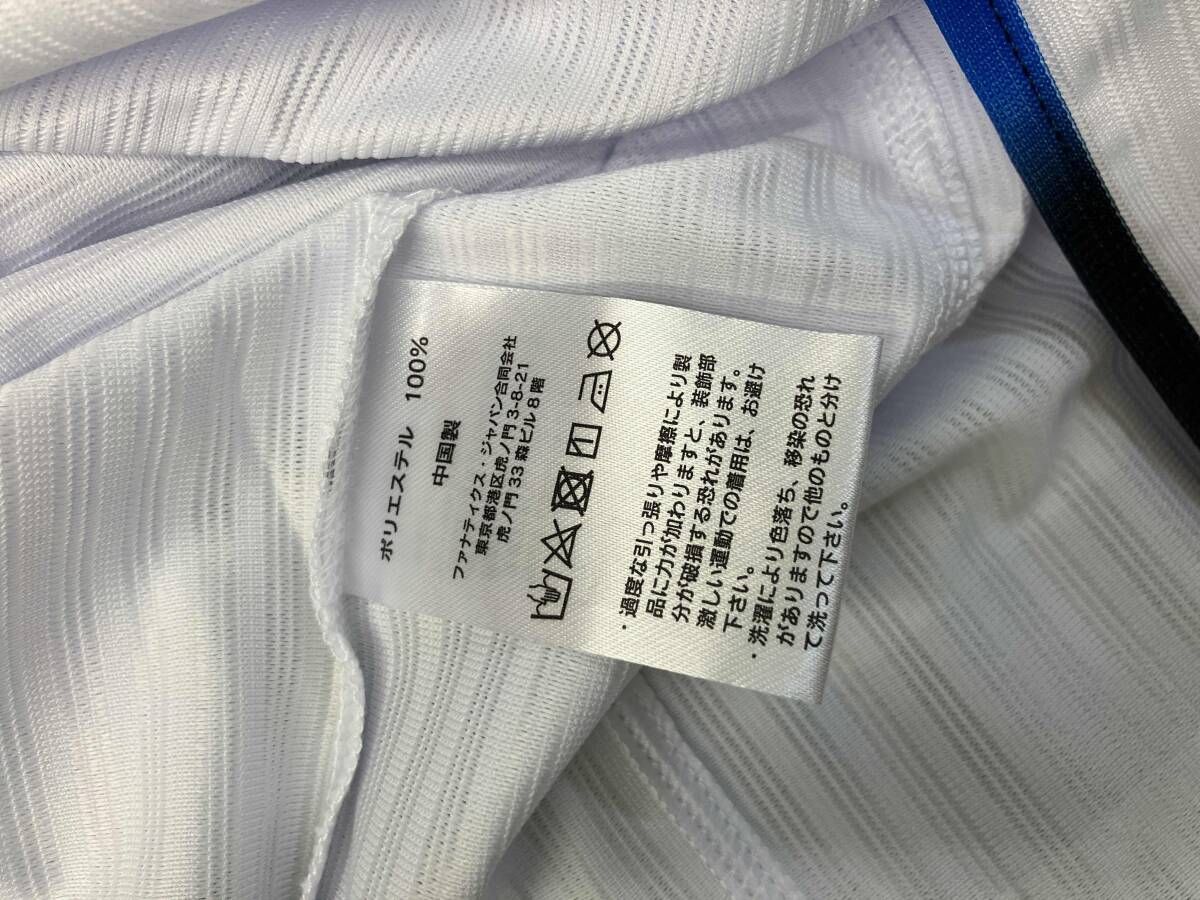 ポリエステル 100%
中国製
ファナティクス・ジャパン合同会社
東京都港区虎ノ門 3-8-21
虎ノ門 33 森ビル 8 階
・過度な引っ張りや摩擦により製
品に力が加わりますと、装飾部
分が破損する恐れがあります。
激しい運動での着用は、お避け
下さい。
・洗濯により色落ち、移染の恐れ
がありますので他のものと分け
て洗って下さい。